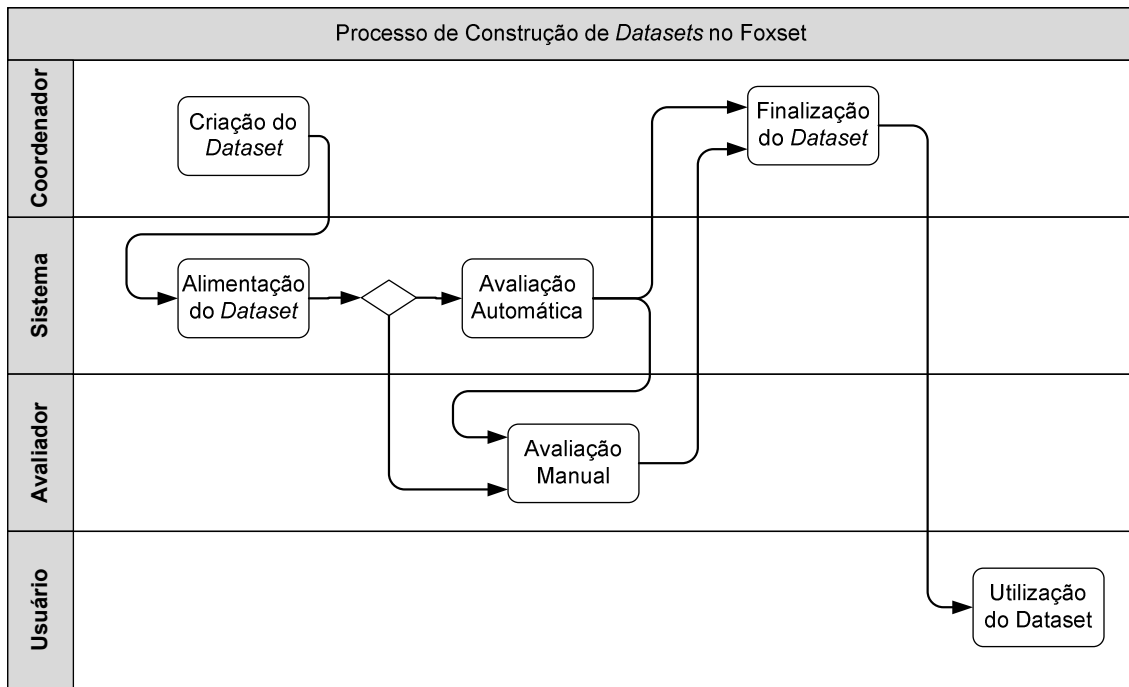 Processo de Construção de Datasets no Foxset
Coordenador
Criação do
Dataset
Finalização
do Dataset
Sistema
Alimentação
do Dataset
Avaliação
Automática
Avaliador
Avaliação
Manual
Usuário
Utilização
do Dataset